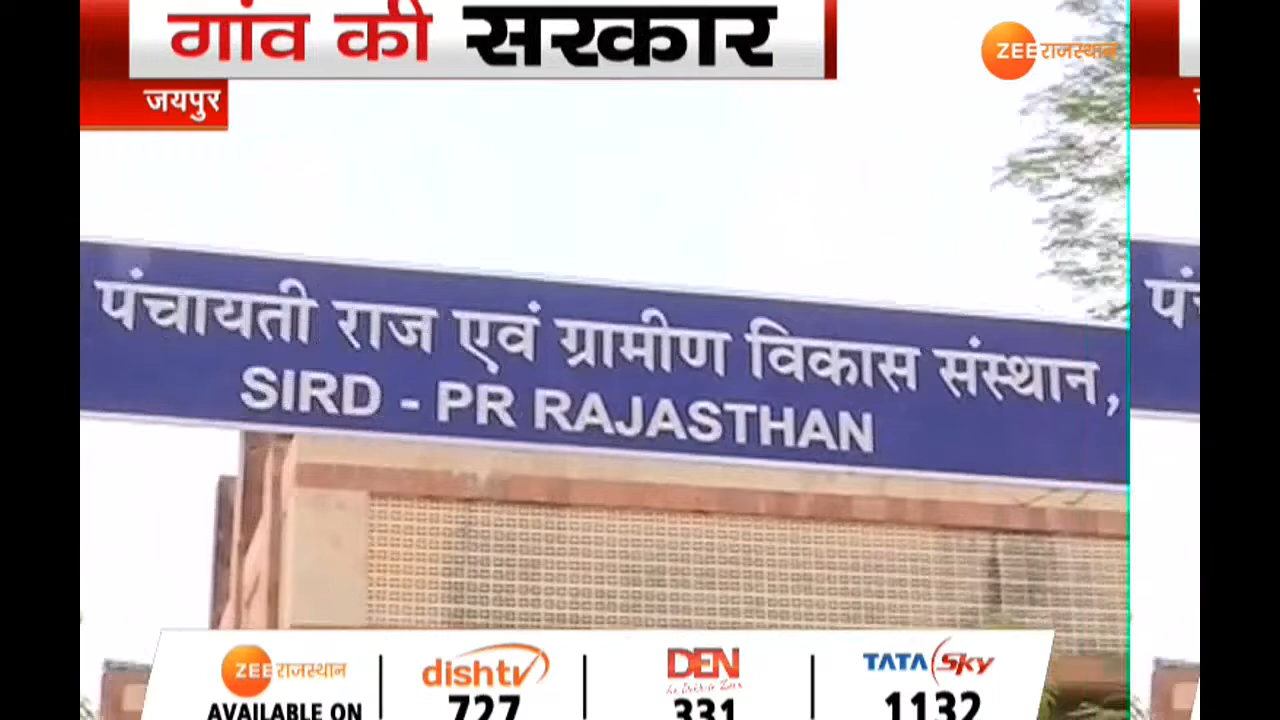 गांव की सरकार
ZEE राजस्थान
जयपुर
पंचायती राज एवं ग्रामीण विकास संस्थान,
SIRD - PR RAJASTHAN
पं
ZEE राजस्थान
AVAILABLE ON
dishtv
727
DEN
331
TATA Sky
1132